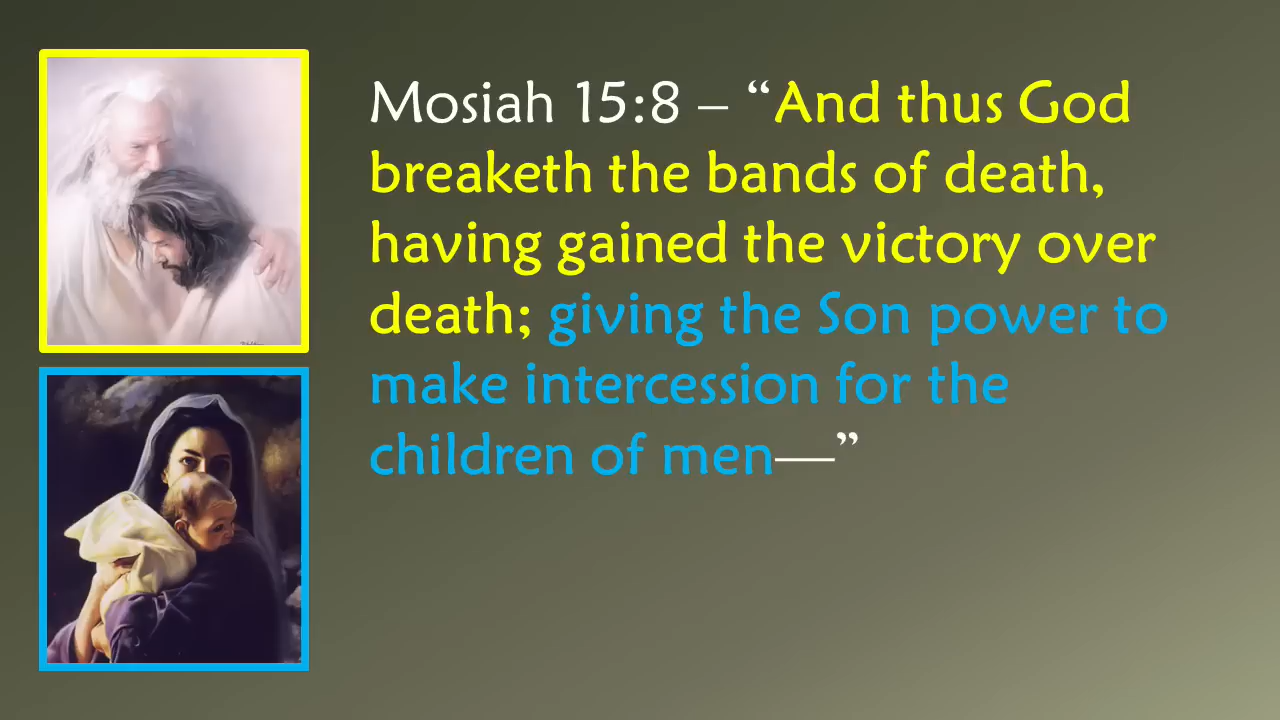 Mosiah 15:8 – “And thus God
breaketh the bands of death,
having gained the victory over
death; giving the Son power to
make intercession for the
children of men—”